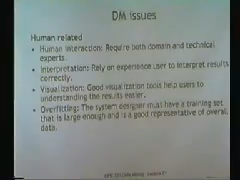 DM issues
Human related
• Human interaction: Require both domain and technical
experts.
• Interpretation: Rely on experience user to interpret results
correctly.
• Visualization: Good visualization tools help users to
understanding the results easier.
• Overfitting: The system designer must have a training set
that is large enough and is a good representative of overall
data.